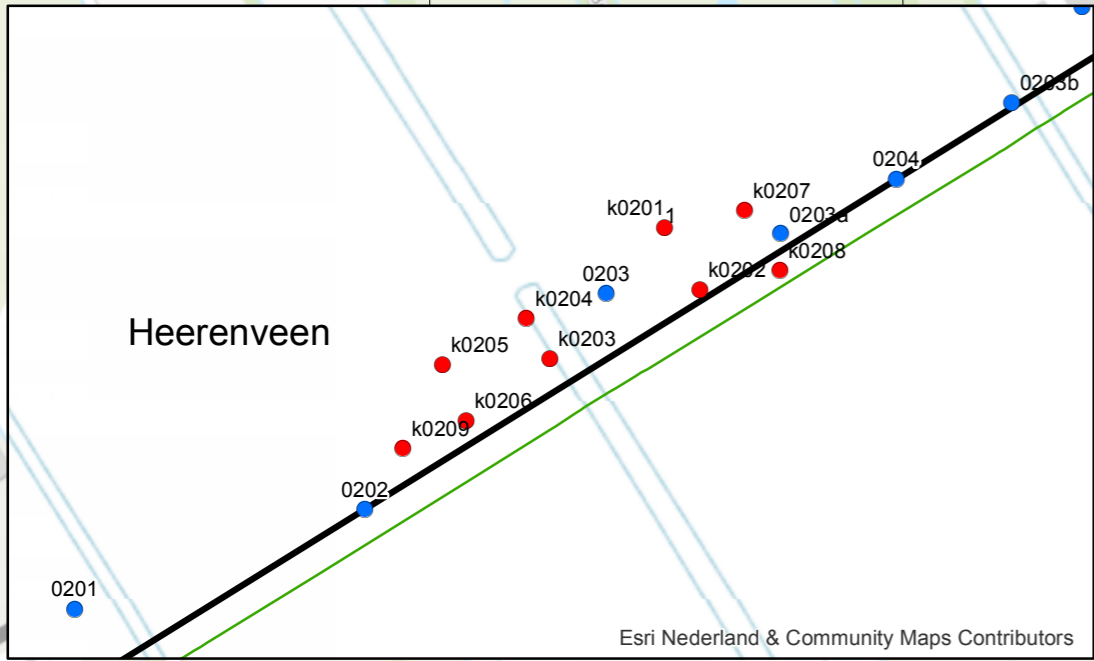 0203b
0204
k0207
k0201
1
0203a
k0208
k0202
0203
k0204
Heerenveen
k0203
k0205
k0206
k0209
0202
0201
Esri Nederland & Community Maps Contributors